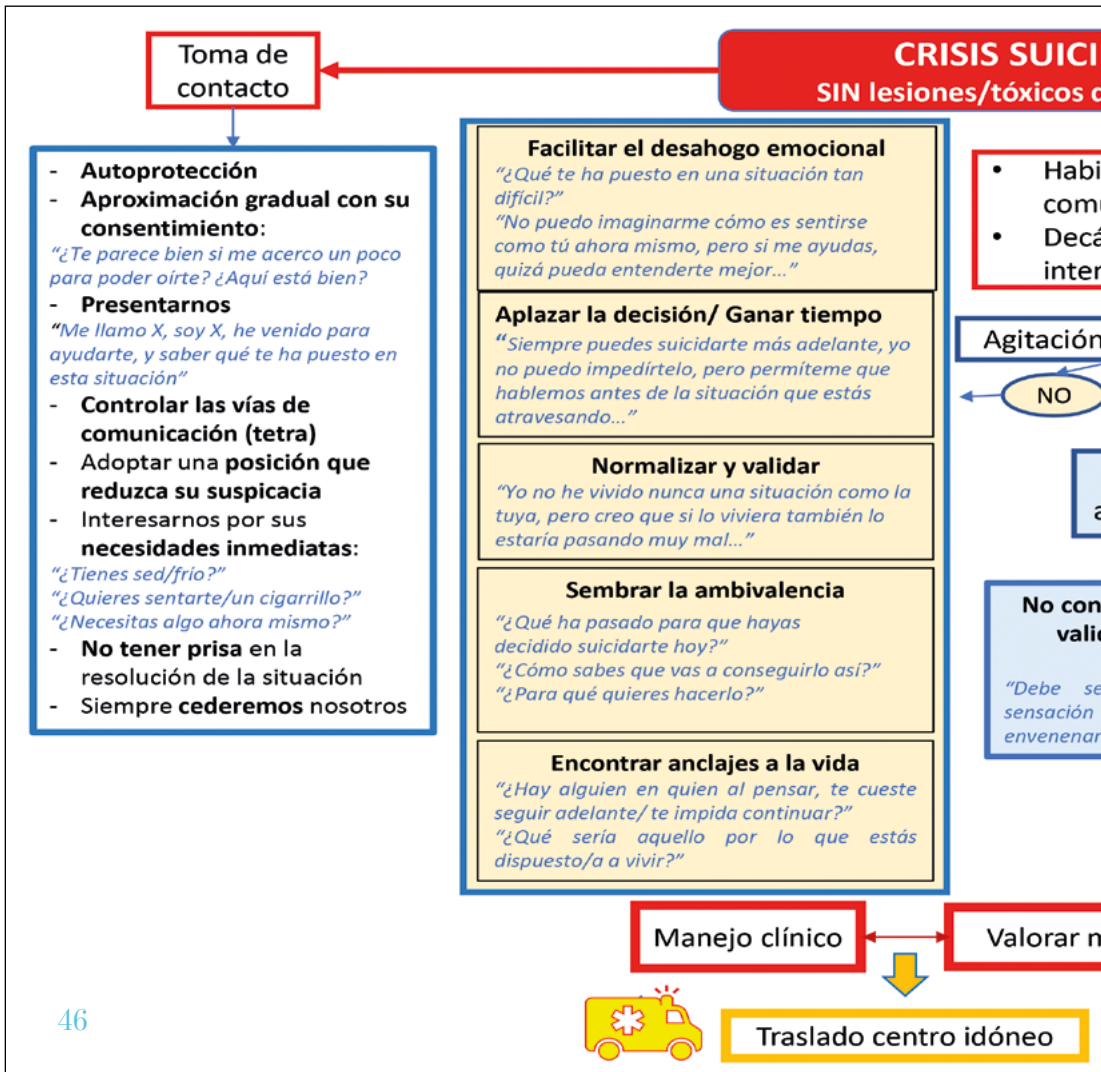 Toma de
contacto
CRISIS SUICI
SIN lesiones/tóxicos
- Autoprotección
- Aproximación gradual con su
consentimiento:
“¿Te parece bien si me acerco un poco
para poder oírte? ¿Aquí está bien?
- Presentarnos
“Me llamo X, soy X, he venido para
ayudarte, y saber qué te ha puesto en
esta situación”
- Controlar las vías de
comunicación (tetra)
- Adoptar una posición que
reduzca su suspicacia
- Interesarnos por sus
necesidades inmediatas:
“¿Tienes sed/frío?”
“¿Quieres sentarte/un cigarrillo?”
“¿Necesitas algo ahora mismo?”
- No tener prisa en la
resolución de la situación
- Siempre cederemos nosotros
Facilitar el desahogo emocional
“¿Qué te ha puesto en una situación tan
difícil?”
“No puedo imaginarme cómo es sentirse
como tú ahora mismo, pero si me ayudas,
quizá pueda entenderte mejor...”
Aplazar la decisión/ Ganar tiempo
“Siempre puedes suicidarte más adelante, yo
no puedo impedírtelo, pero permíteme que
hablemos antes de la situación que estás
atravesando...”
Normalizar y validar
“Yo no he vivido nunca una situación como la
tuya, pero creo que si lo viviera también lo
estaría pasando muy mal...”
Sembrar la ambivalencia
“¿Qué ha pasado para que hayas
decidido suicidarte hoy?”
“¿Cómo sabes que vas a conseguirlo así?”
“¿Para qué quieres hacerlo?”
Encontrar anclajes a la vida
“¿Hay alguien en quien al pensar, te cueste
seguir adelante/ te impida continuar?”
“¿Qué sería aquello por lo que estás
dispuesto/a a vivir?”
• Habi
comu
• Decá
inter
Agitación
NO
a
No con
valid
“Debe se
sensación
envenenar
Manejo clínico
Valorar
Traslado centro idóneo
46